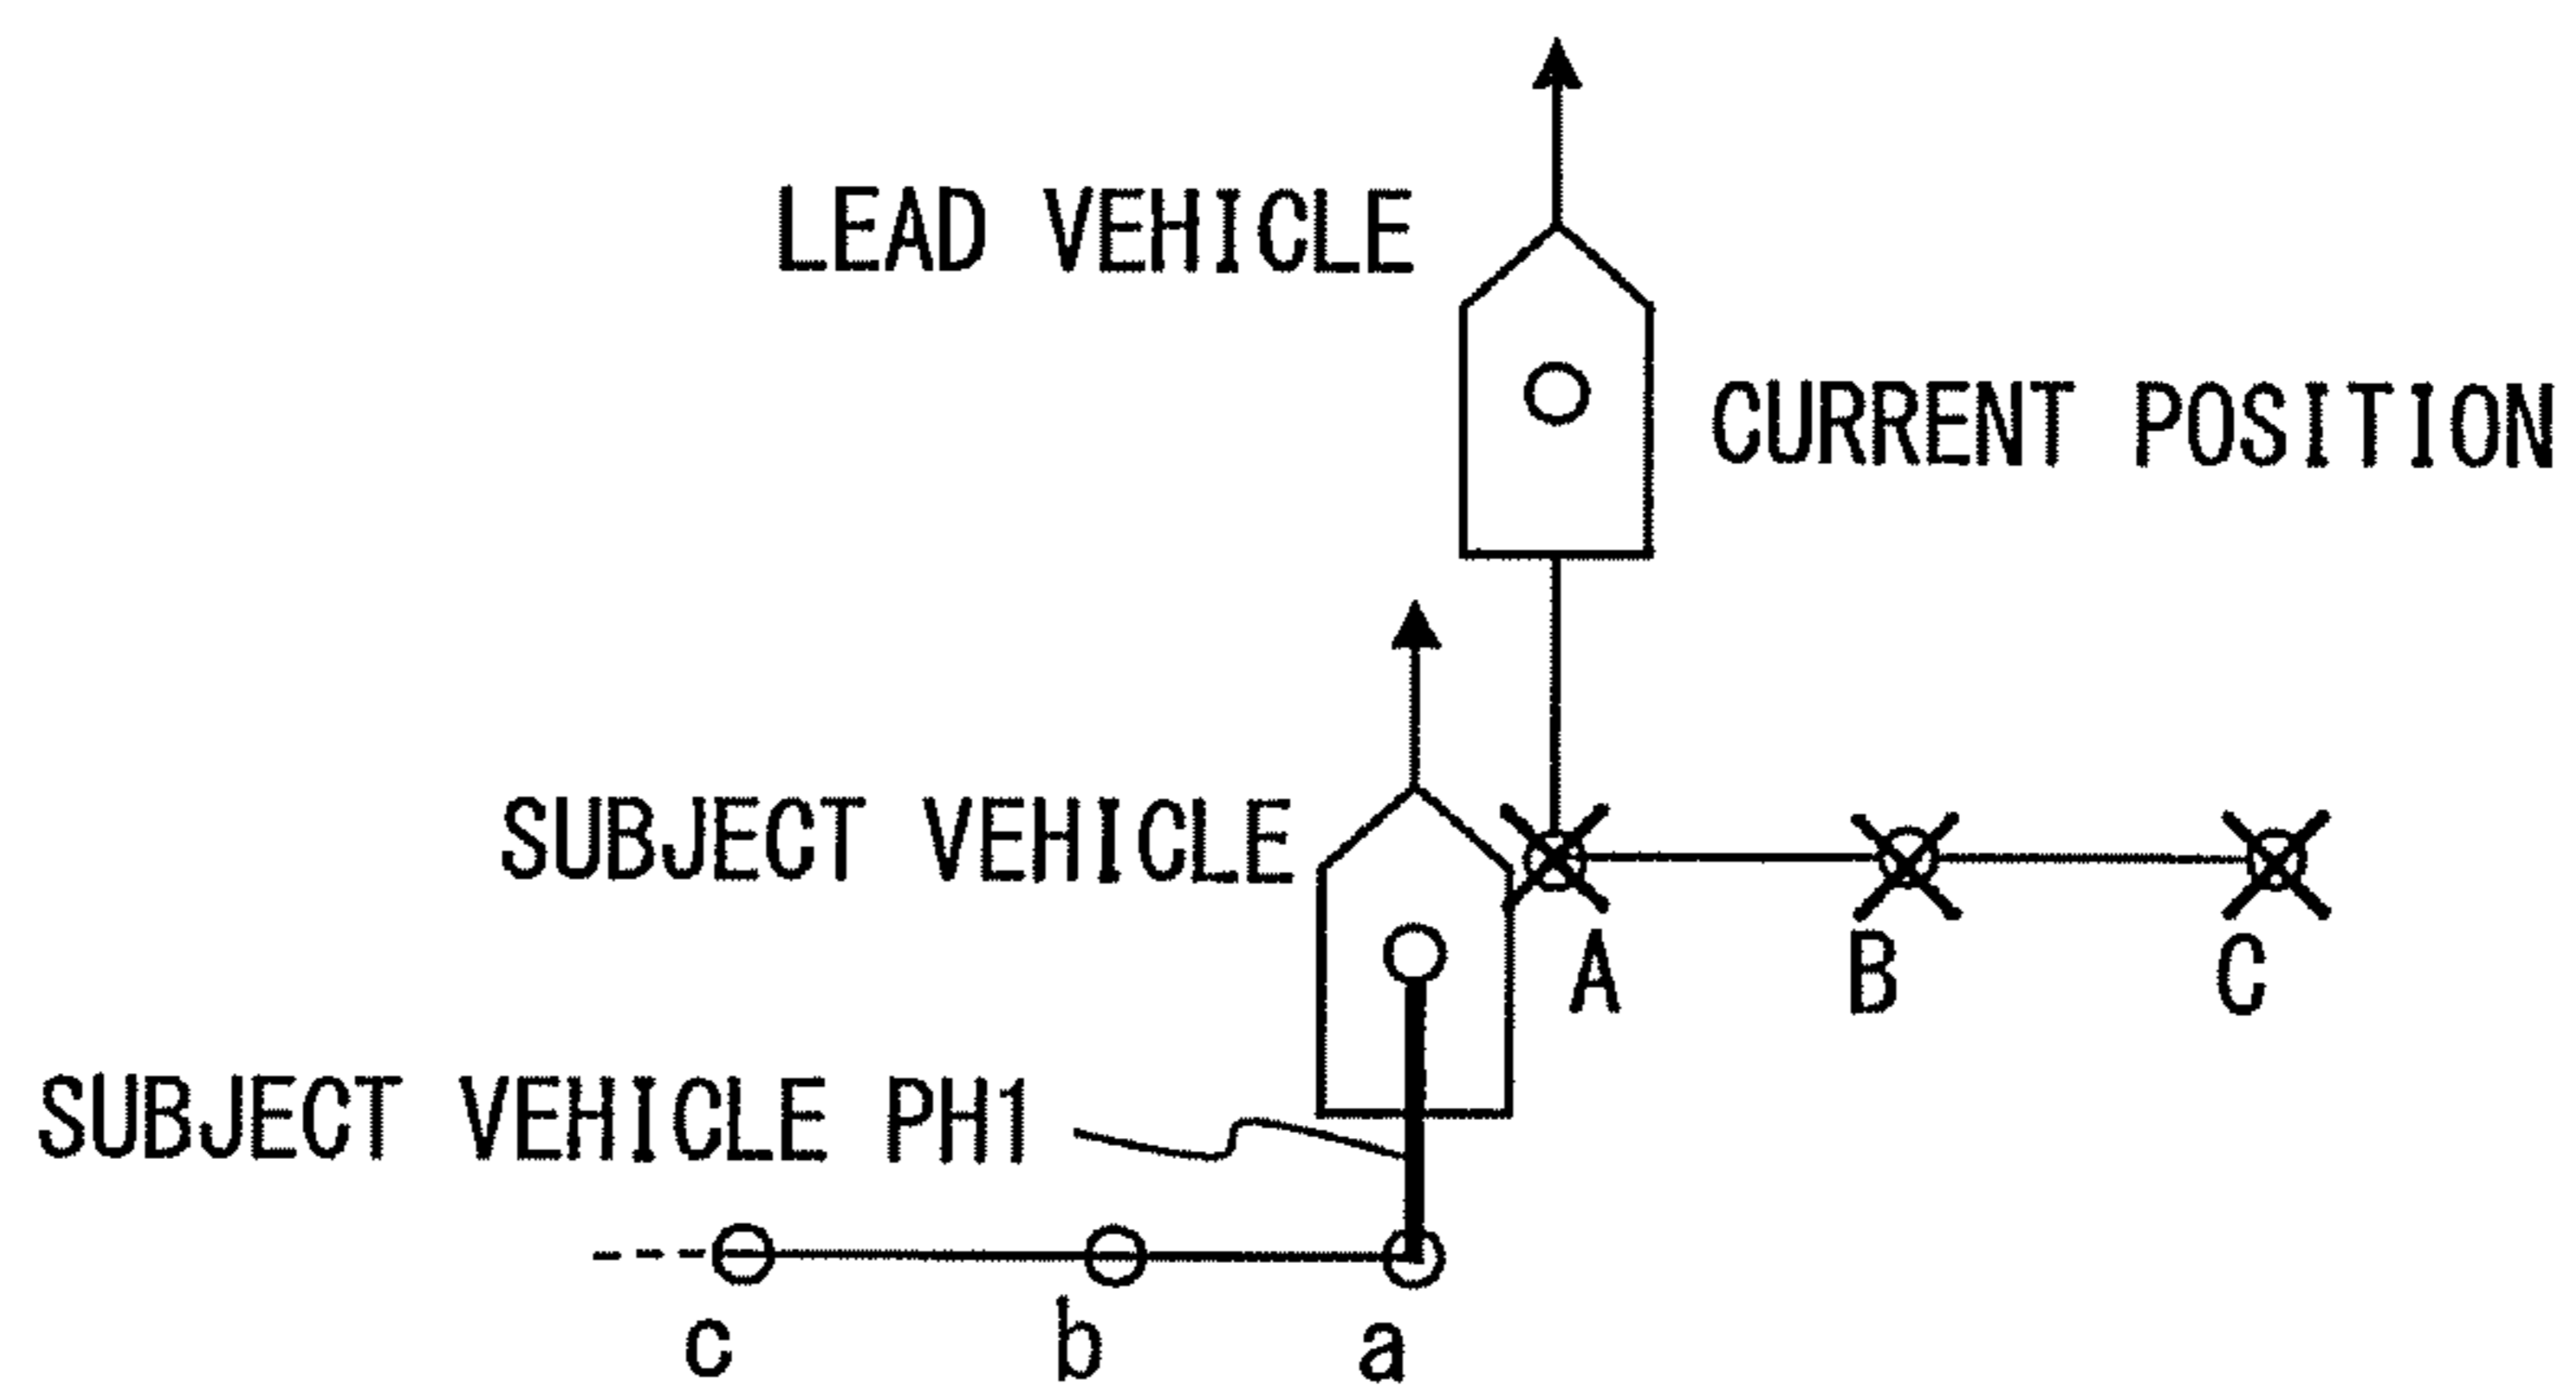 LEAD VEHICLE
CURRENT POSITION
SUBJECT VEHICLE
A B C
SUBJECT VEHICLE PH1
c b a